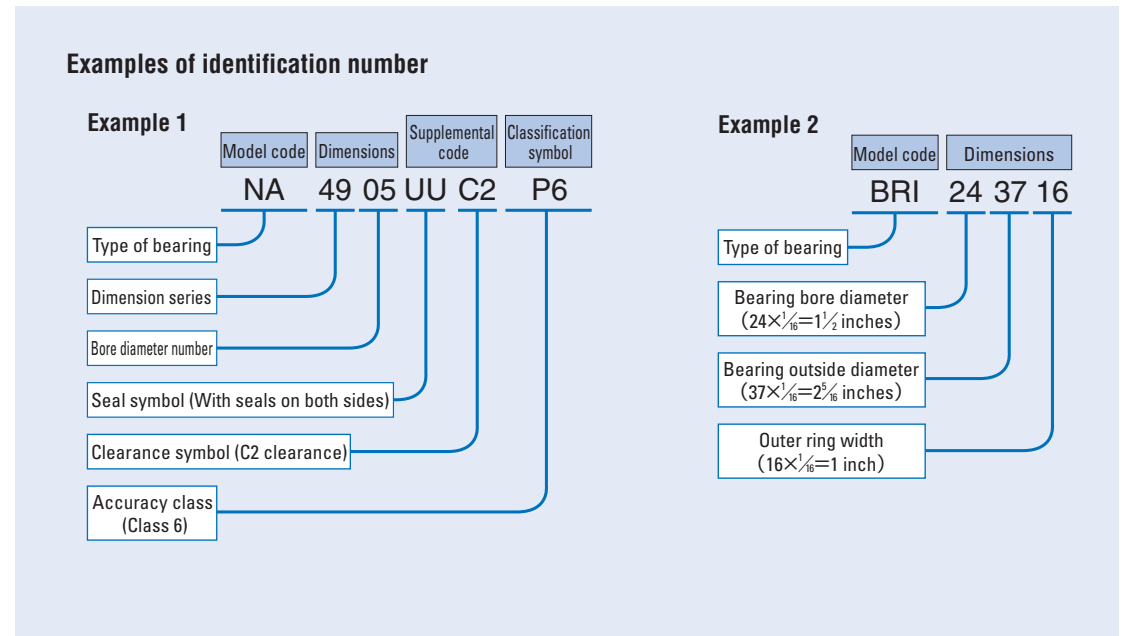 Examples of identification number
Example 1
Model code
Dimensions
Supplemental
code
Classification
symbol
NA 49 05 UU C2 P6
Type of bearing
Dimension series
Bore diameter number
Seal symbol (With seals on both sides)
Clearance symbol (C2 clearance)
Accuracy class
(Class 6)
Example 2
Model code
Dimensions
BRI 24 37 16
Type of bearing
Bearing bore diameter
(24×1/16=1 1/2 inches)
Bearing outside diameter
(37×1/16=2 5/16 inches)
Outer ring width
(16×1/16=1 inch)